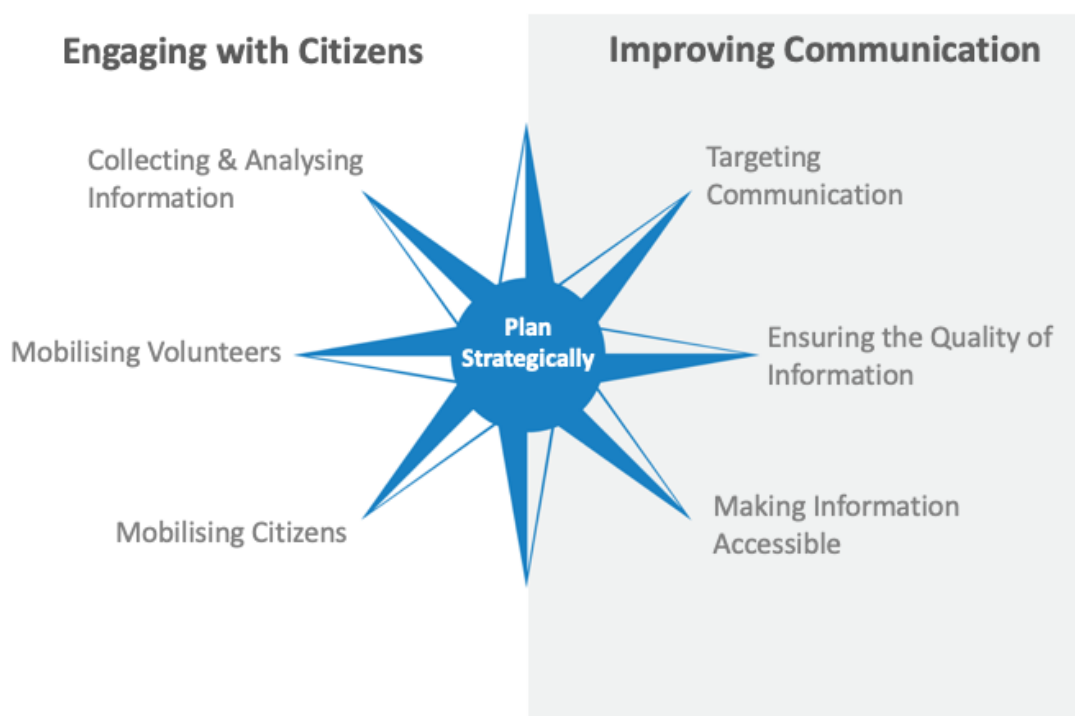 Engaging with Citizens
Improving Communication
Collecting & Analysing
Information
Targeting
Communication
Plan
Strategically
Mobilising Volunteers
Ensuring the Quality of
Information
Mobilising Citizens
Making Information
Accessible